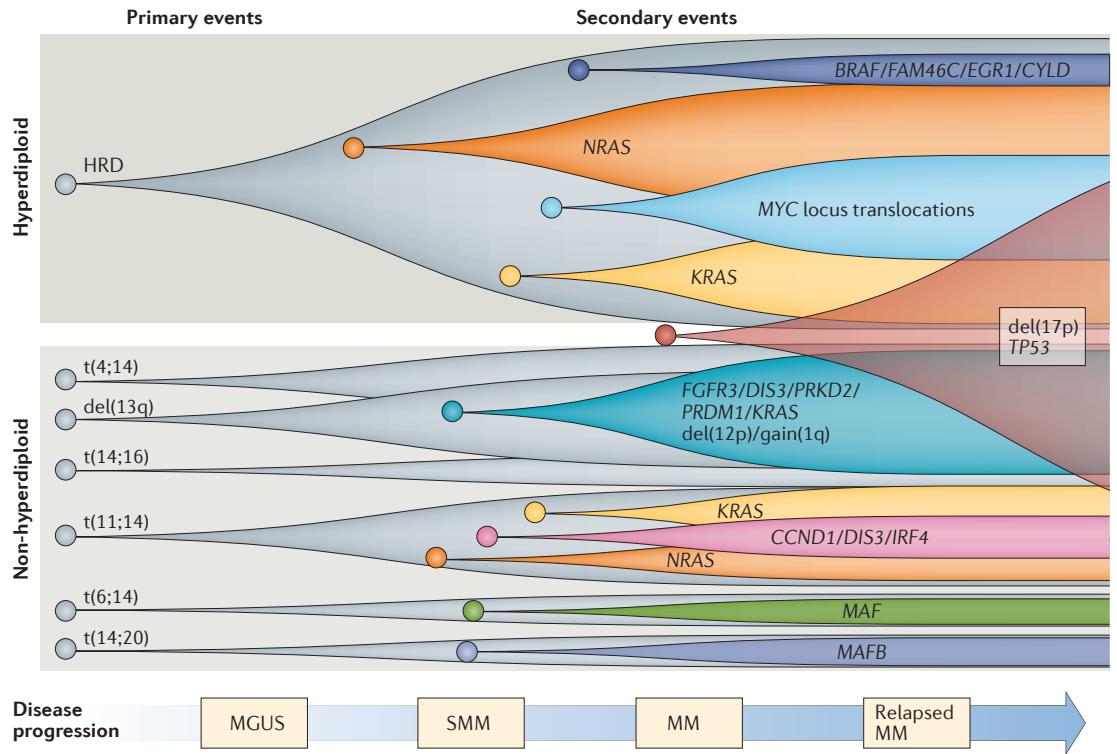 Primary events
Secondary events
Hyperdiploid
HRD
BRAF/FAM46C/EGR1/CYLD
NRAS
MYC locus translocations
KRAS
del(17p)
TP53
Non-hyperdiploid
t(4;14)
del(13q)
t(14;16)
t(11;14)
t(6;14)
t(14;20)
FGFR3/DIS3/PRKD2/
PRDM1/KRAS
del(12p)/gain(1q)
KRAS
CCND1/DIS3/IRF4
NRAS
MAF
MAFB
Disease
progression
MGUS
SMM
MM
Relapsed
MM